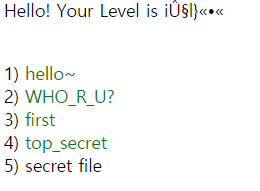 Hello! Your Level is iÛ§l}«•«
1) hello~
2) WHO_R_U?
3) first
4) top_secret
5) secret file